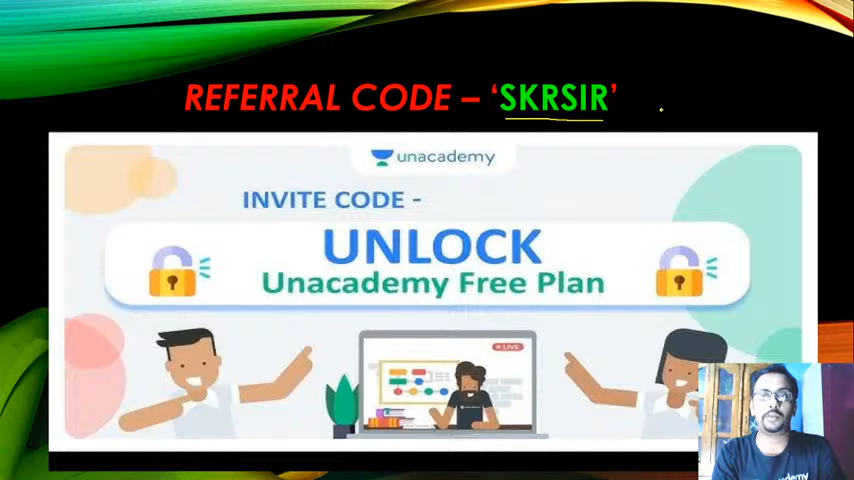 REFERRAL CODE – ‘SKRSIR’
unacademy
INVITE CODE -
UNLOCK
Unacademy Free Plan
LIVE